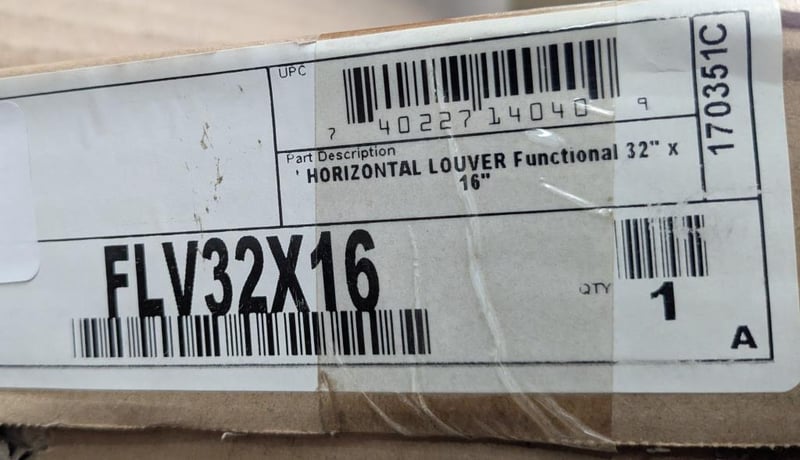 UPC
7 40227 14040 9
170351C
Part Description
HORIZONTAL LOUVER Functional 32" x
16"
FLV32X16
QTY
1
A